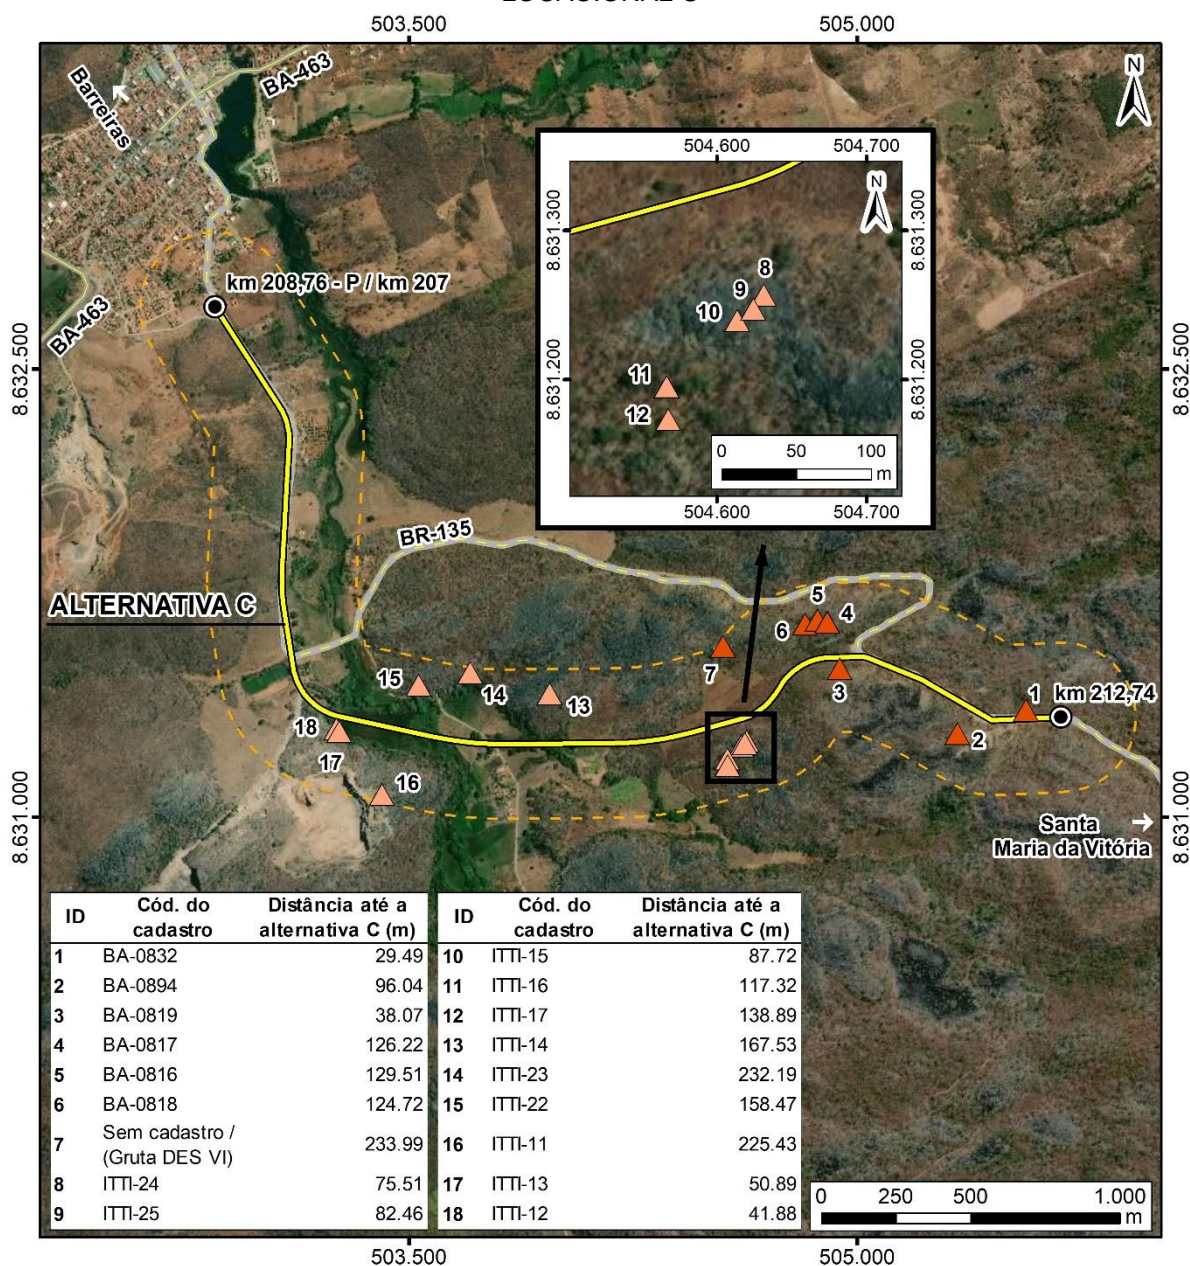 503.500
505.000
BA-463
Barreiras
N
504.600
504.700
N
8.631.300
8.631.300
8
9
10
km 208,76 - P / km 207
BA-463
8.632.500
8.632.500
11
8.631.200
8.631.200
12
0 50 100
m
504.600
504.700
BR-135
ALTERNATIVA C
5
6
4
7
15
14
13
3
1
km 212,74
2
18
17
16
8.631.000
8.631.000
Santa
Maria da Vitória
ID Cód. do cadastro Distância até a alternativa C (m)
1 BA-0832 29.49
2 BA-0894 96.04
3 BA-0819 38.07
4 BA-0817 126.22
5 BA-0816 129.51
6 BA-0818 124.72
7 Sem cadastro / (Gruta DES VI) 233.99
8 ITTI-24 75.51
9 ITTI-25 82.46
ID Cód. do cadastro Distância até a alternativa C (m)
10 ITTI-15 87.72
11 ITTI-16 117.32
12 ITTI-17 138.89
13 ITTI-14 167.53
14 ITTI-23 232.19
15 ITTI-22 158.47
16 ITTI-11 225.43
17 ITTI-13 50.89
18 ITTI-12 41.88
0 250 500 1.000
m
503.500
505.000